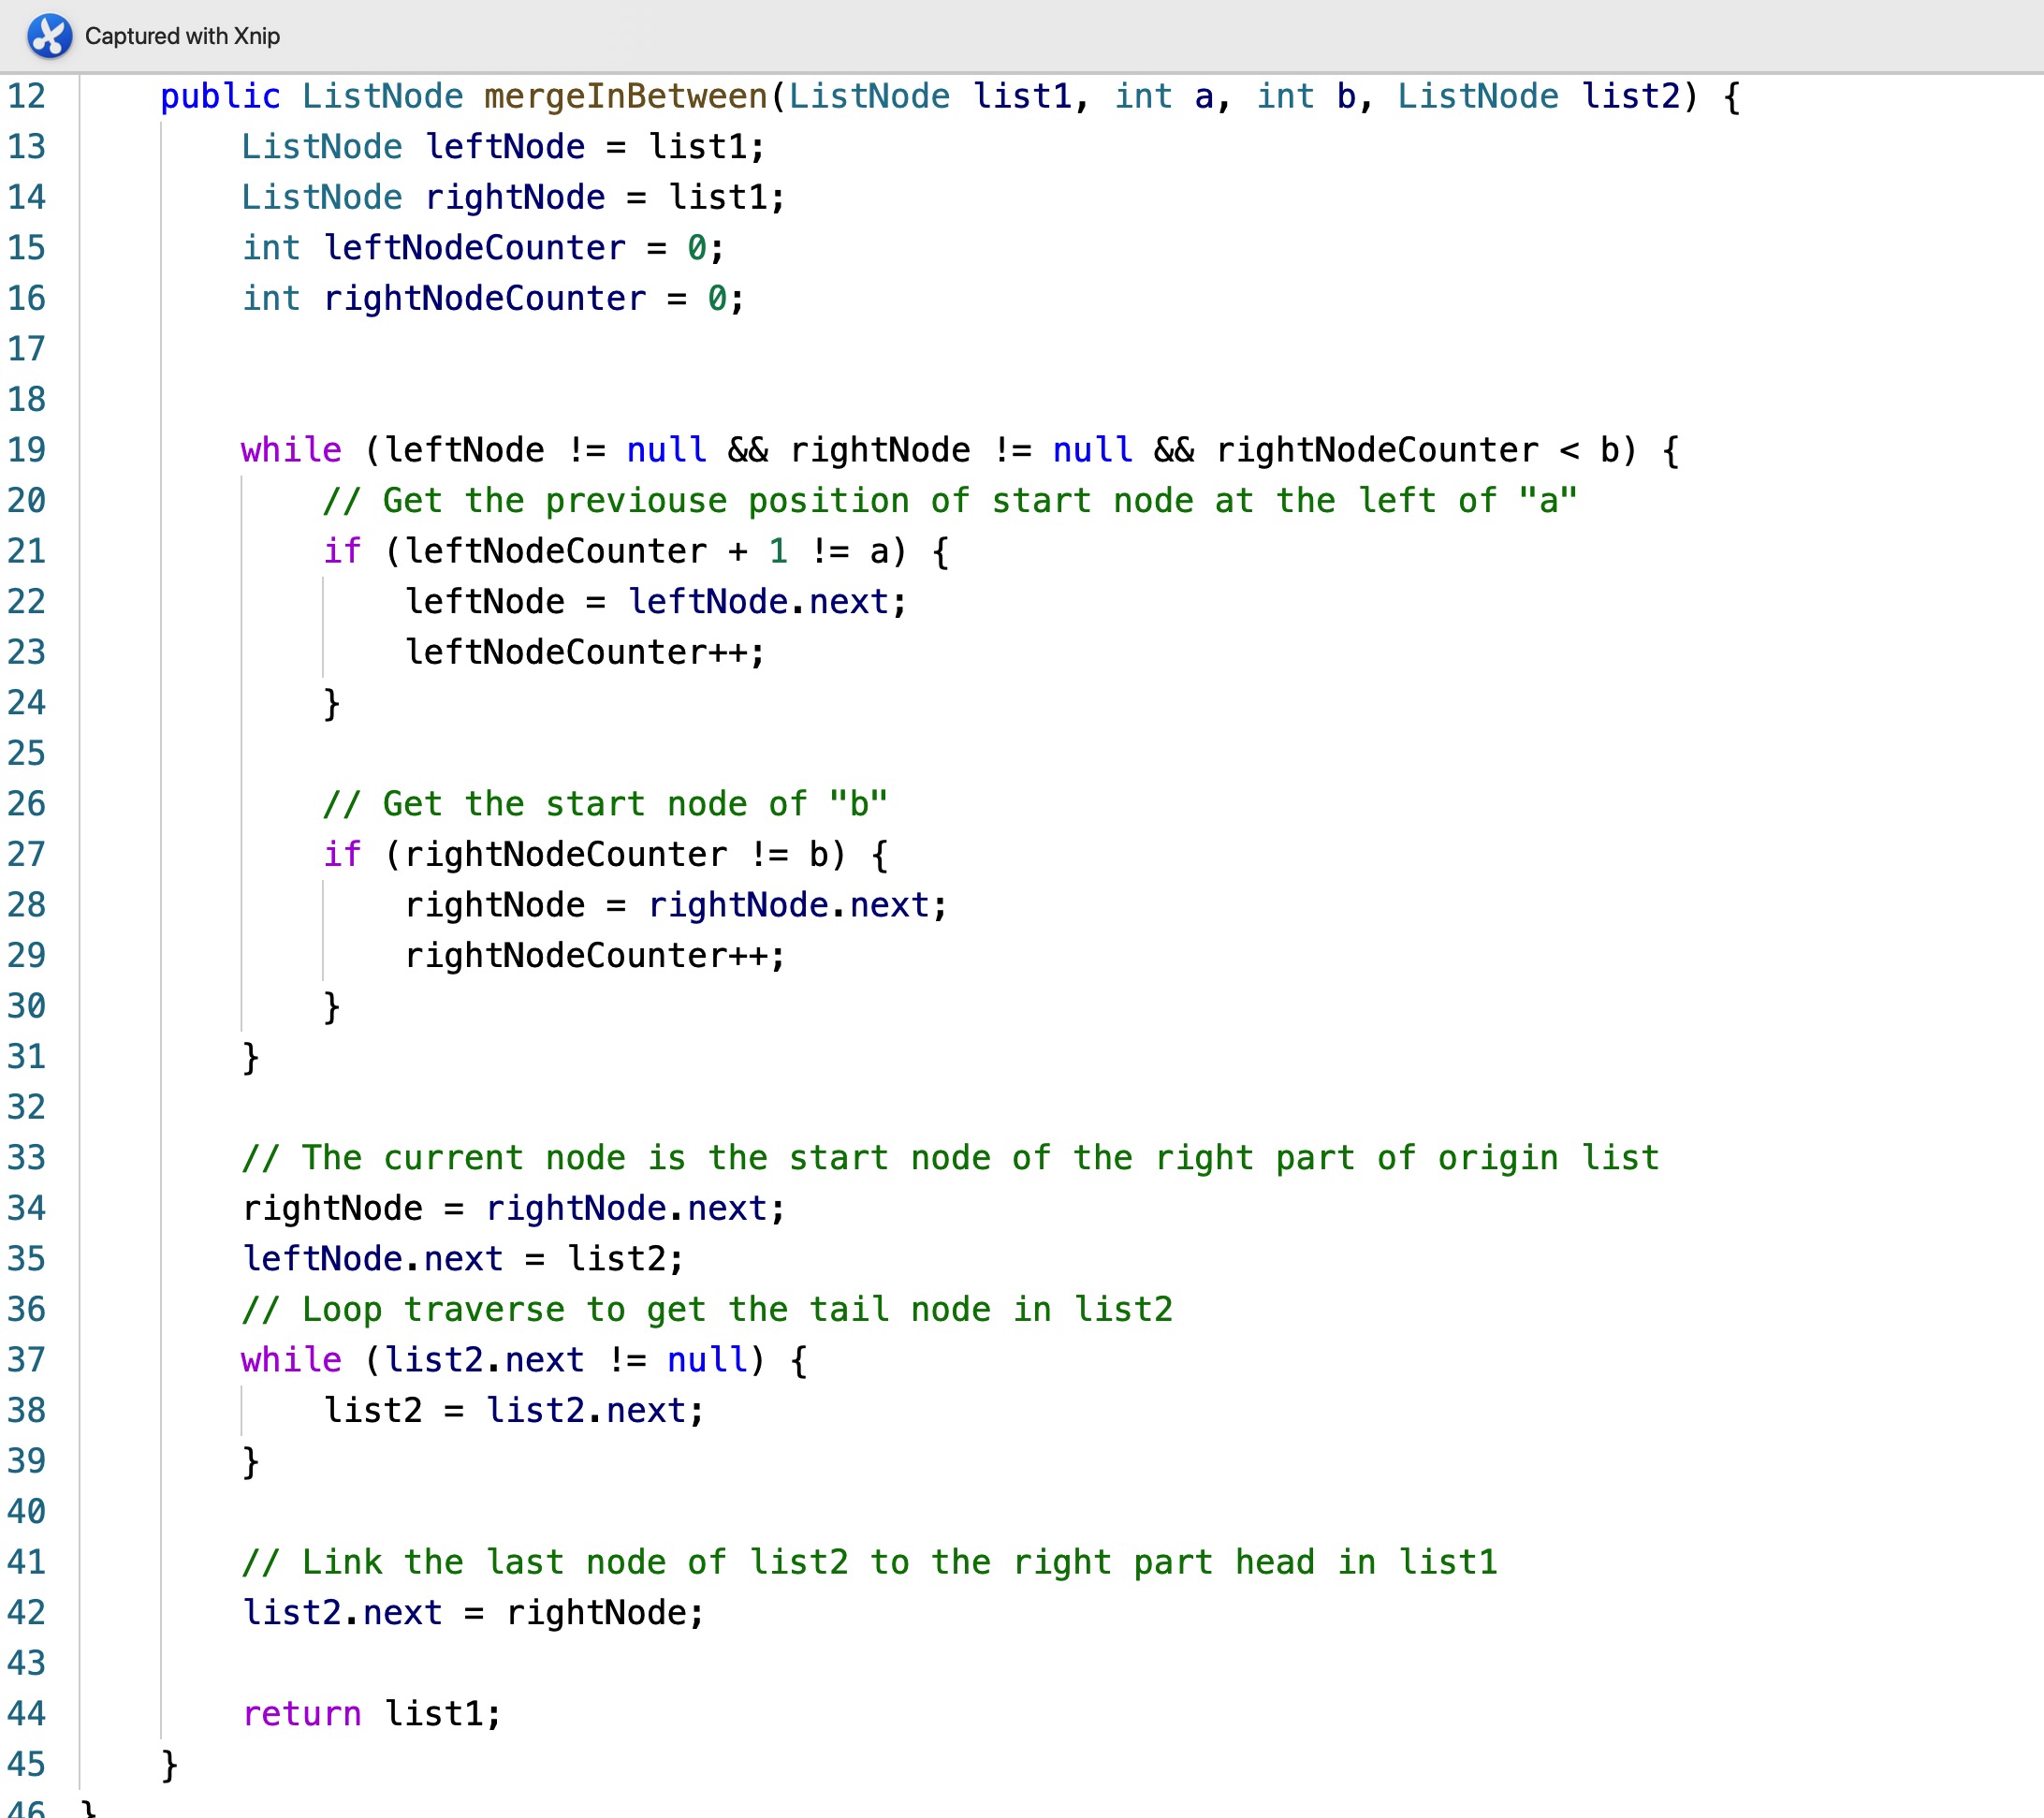 Captured with Xnip
12 public ListNode mergeInBetween(ListNode list1, int a, int b, ListNode list2) {
13 ListNode leftNode = list1;
14 ListNode rightNode = list1;
15 int leftNodeCounter = 0;
16 int rightNodeCounter = 0;
17
18
19 while (leftNode != null && rightNode != null && rightNodeCounter < b) {
20 // Get the previouse position of start node at the left of "a"
21 if (leftNodeCounter + 1 != a) {
22 leftNode = leftNode.next;
23 leftNodeCounter++;
24 }
25
26 // Get the start node of "b"
27 if (rightNodeCounter != b) {
28 rightNode = rightNode.next;
29 rightNodeCounter++;
30 }
31 }
32
33 // The current node is the start node of the right part of origin list
34 rightNode = rightNode.next;
35 leftNode.next = list2;
36 // Loop traverse to get the tail node in list2
37 while (list2.next != null) {
38 list2 = list2.next;
39 }
40
41 // Link the last node of list2 to the right part head in list1
42 list2.next = rightNode;
43
44 return list1;
45 }
46 }